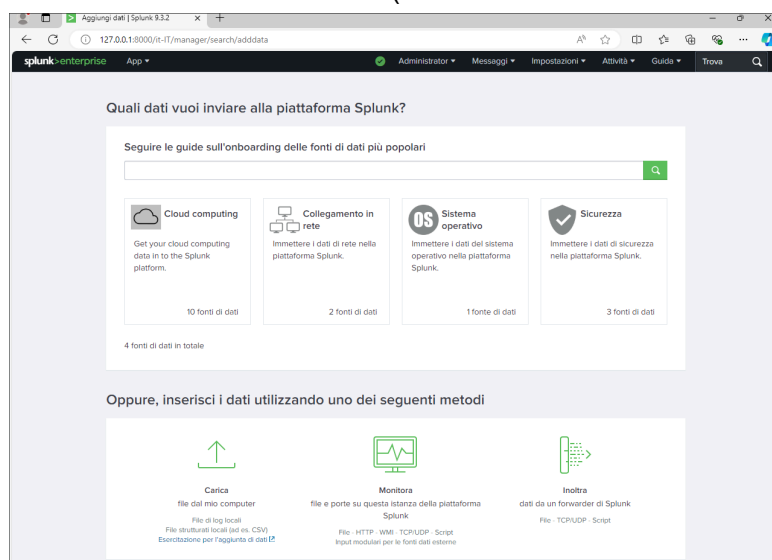 Aggiungi dati | Splunk 9.3.2
127.0.0.1:8000/it-IT/manager/search/adddata
splunk>enterprise App Administrator Messaggi Impostazioni Attività Guida Trova
Quali dati vuoi inviare alla piattaforma Splunk?
Seguire le guide sull'onboarding delle fonti di dati più popolari
Cloud computing
Get your cloud computing
data in to the Splunk
platform.
10 fonti di dati
Collegamento in
rete
Immettere i dati di rete nella
piattaforma Splunk.
2 fonti di dati
OS
Sistema
operativo
Immettere i dati del sistema
operativo nella piattaforma
Splunk.
1 fonte di dati
Sicurezza
Immettere i dati di sicurezza
nella piattaforma Splunk.
3 fonti di dati
4 fonti di dati in totale
Oppure, inserisci i dati utilizzando uno dei seguenti metodi
Carica
file dal mio computer
File di log locali
File strutturati locali (ad es. CSV)
Esercitazione per l'aggiunta di dati
Monitora
file e porte su questa istanza della piattaforma
Splunk
File - HTTP - WMI - TCP/UDP - Script
Input modulari per le fonti dati esterne
Inoltra
dati da un forwarder di Splunk
File - TCP/UDP - Script